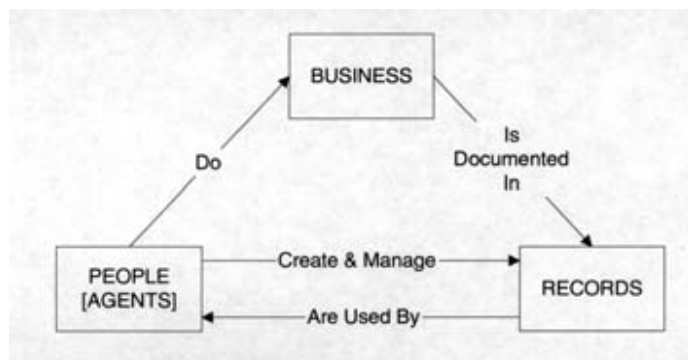 BUSINESS
Do
Is
Documented
In
PEOPLE
[AGENTS]
Create & Manage
RECORDS
Are Used By